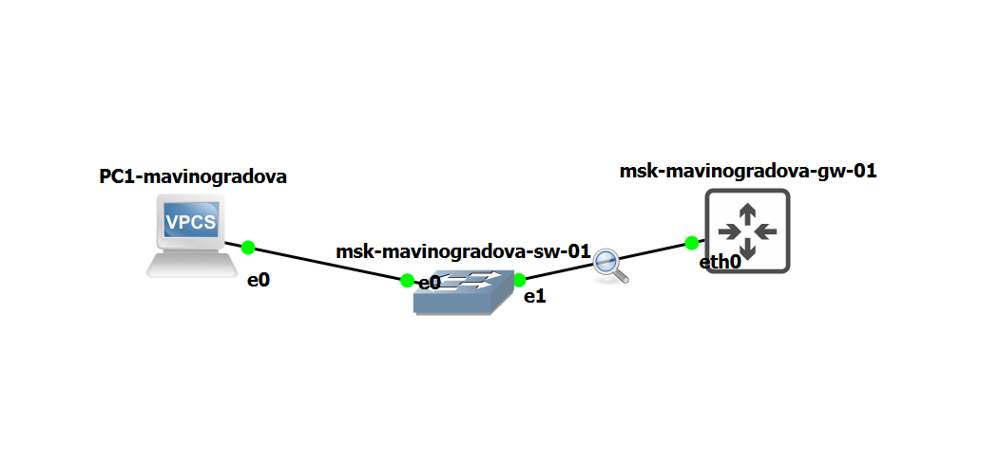 PC1-mavinogradova
VPCS
e0
msk-mavinogradova-sw-01
e0
e1
msk-mavinogradova-gw-01
eth0